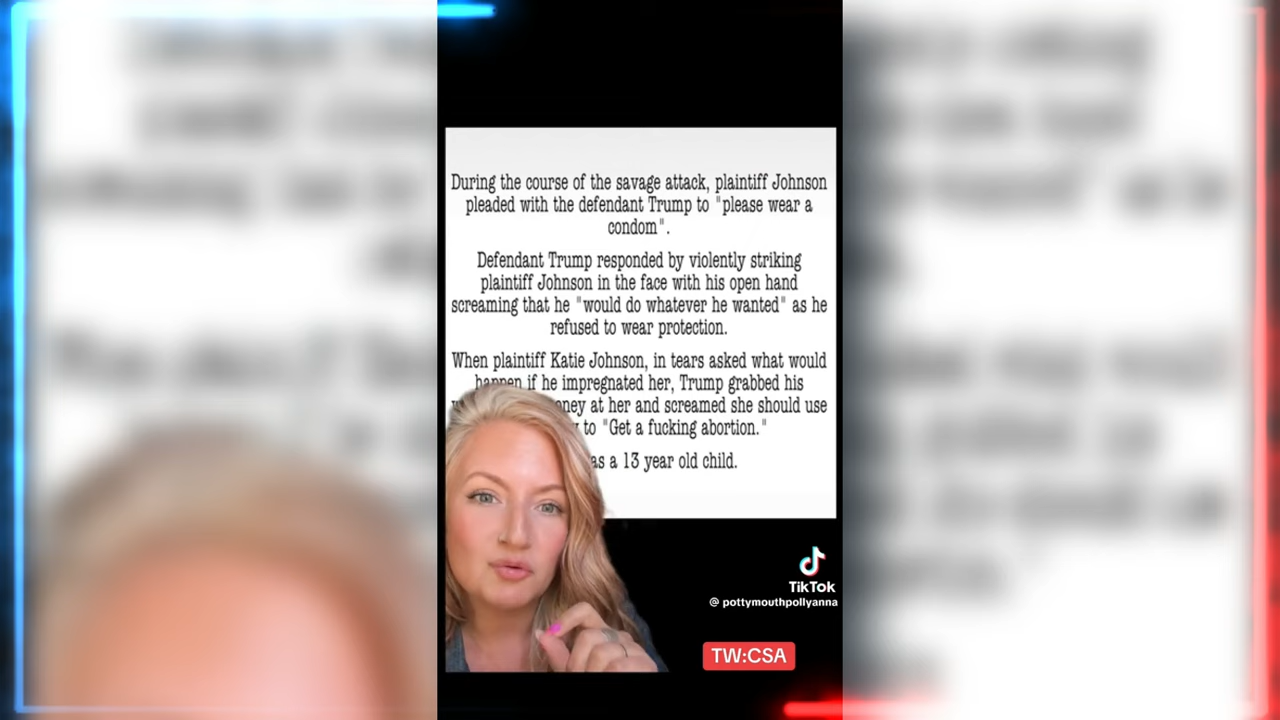 During the course of the savage attack, plaintiff Johnson
pleaded with the defendant Trump to "please wear a
condom".
Defendant Trump responded by violently striking
plaintiff Johnson in the face with his open hand
screaming that he "would do whatever he wanted" as he
refused to wear protection.
When plaintiff Katie Johnson, in tears asked what would
happen if he impregnated her, Trump grabbed his
at her and screamed she should use
to "Get a fucking abortion."
a 13 year old child.
TikTok
@ pottymouthpollyanna
TW:CSA